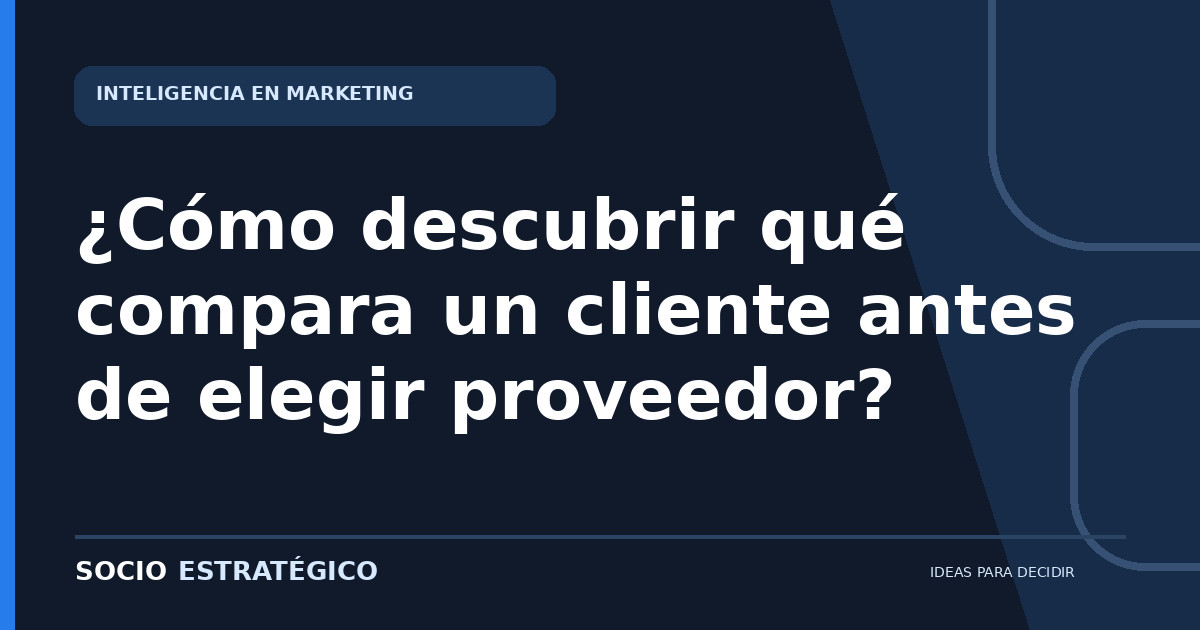 INTELIGENCIA EN MARKETING
¿Cómo descubrir qué
compara un cliente antes
de elegir proveedor?
SOCIO ESTRATÉGICO
IDEAS PARA DECIDIR